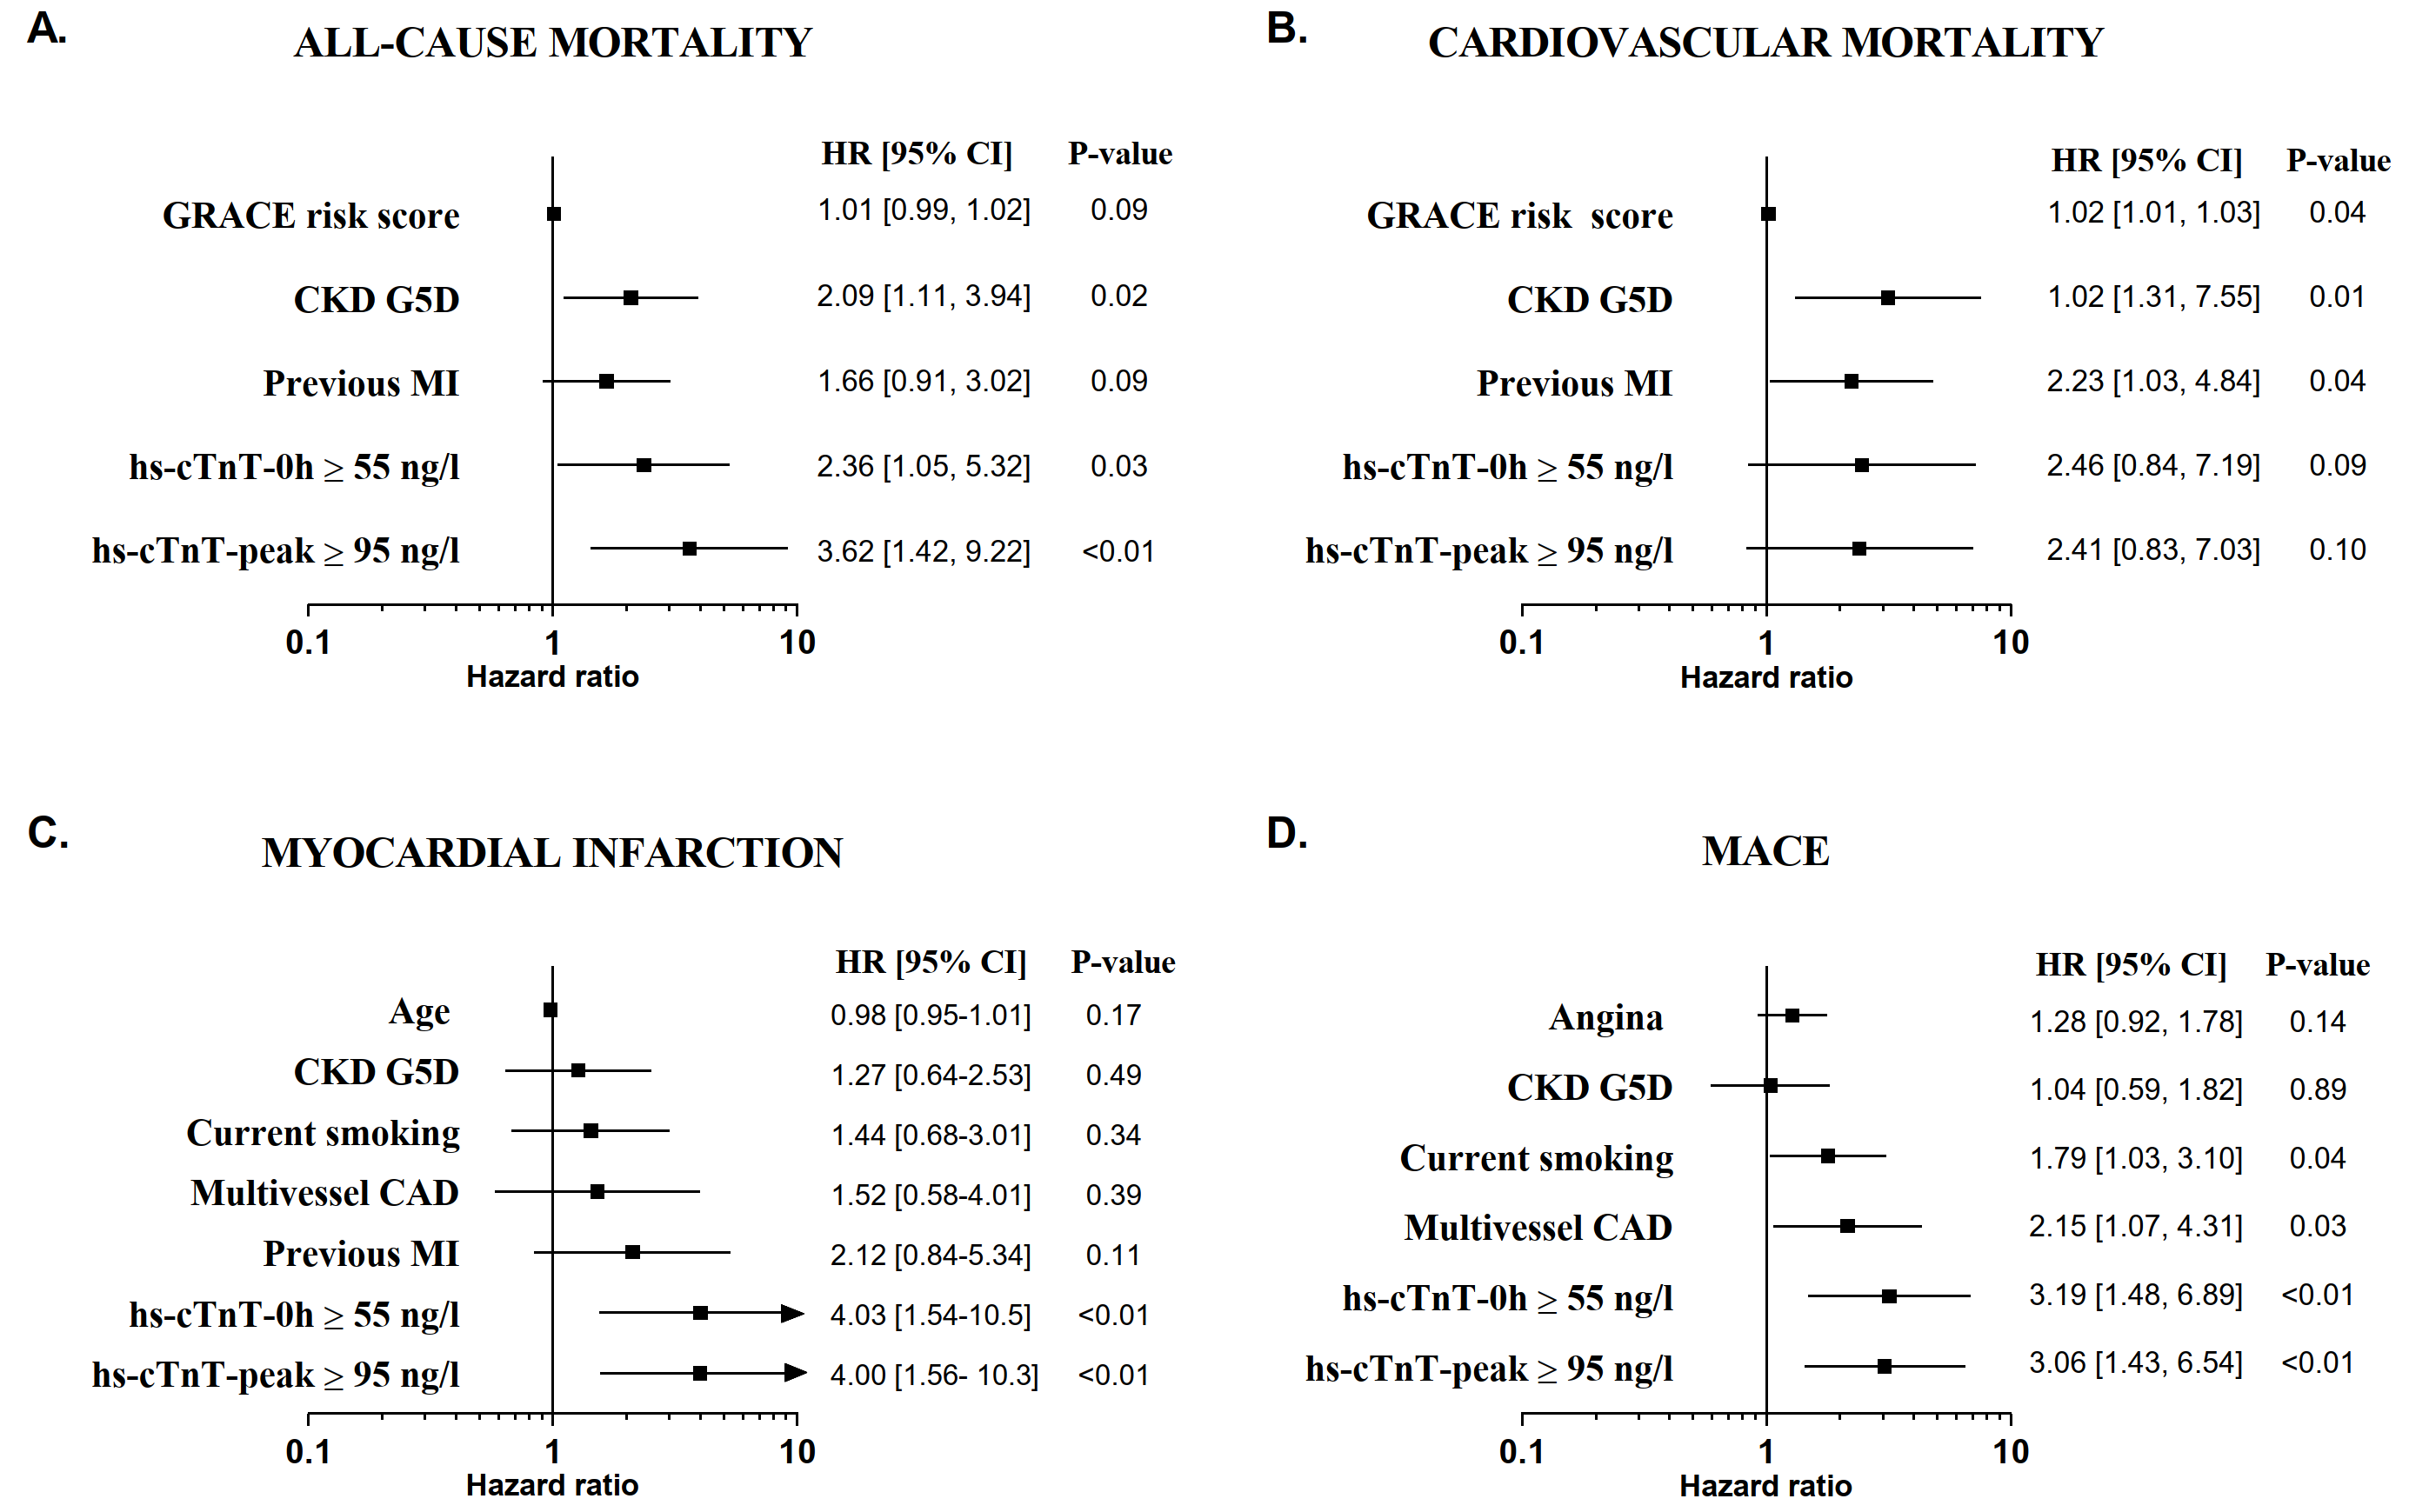 A.
ALL-CAUSE MORTALITY
HR [95% CI] P-value
GRACE risk score 1.01 [0.99, 1.02] 0.09
CKD G5D 2.09 [1.11, 3.94] 0.02
Previous MI 1.66 [0.91, 3.02] 0.09
hs-cTnT-0h ≥ 55 ng/l 2.36 [1.05, 5.32] 0.03
hs-cTnT-peak ≥ 95 ng/l 3.62 [1.42, 9.22] <0.01
0.1 1 10
Hazard ratio
B.
CARDIOVASCULAR MORTALITY
HR [95% CI] P-value
GRACE risk score 1.02 [1.01, 1.03] 0.04
CKD G5D 1.02 [1.31, 7.55] 0.01
Previous MI 2.23 [1.03, 4.84] 0.04
hs-cTnT-0h ≥ 55 ng/l 2.46 [0.84, 7.19] 0.09
hs-cTnT-peak ≥ 95 ng/l 2.41 [0.83, 7.03] 0.10
0.1 1 10
Hazard ratio
C.
MYOCARDIAL INFARCTION
HR [95% CI] P-value
Age 0.98 [0.95-1.01] 0.17
CKD G5D 1.27 [0.64-2.53] 0.49
Current smoking 1.44 [0.68-3.01] 0.34
Multivessel CAD 1.52 [0.58-4.01] 0.39
Previous MI 2.12 [0.84-5.34] 0.11
hs-cTnT-0h ≥ 55 ng/l 4.03 [1.54-10.5] <0.01
hs-cTnT-peak ≥ 95 ng/l 4.00 [1.56- 10.3] <0.01
0.1 1 10
Hazard ratio
D.
MACE
HR [95% CI] P-value
Angina 1.28 [0.92, 1.78] 0.14
CKD G5D 1.04 [0.59, 1.82] 0.89
Current smoking 1.79 [1.03, 3.10] 0.04
Multivessel CAD 2.15 [1.07, 4.31] 0.03
hs-cTnT-0h ≥ 55 ng/l 3.19 [1.48, 6.89] <0.01
hs-cTnT-peak ≥ 95 ng/l 3.06 [1.43, 6.54] <0.01
0.1 1 10
Hazard ratio